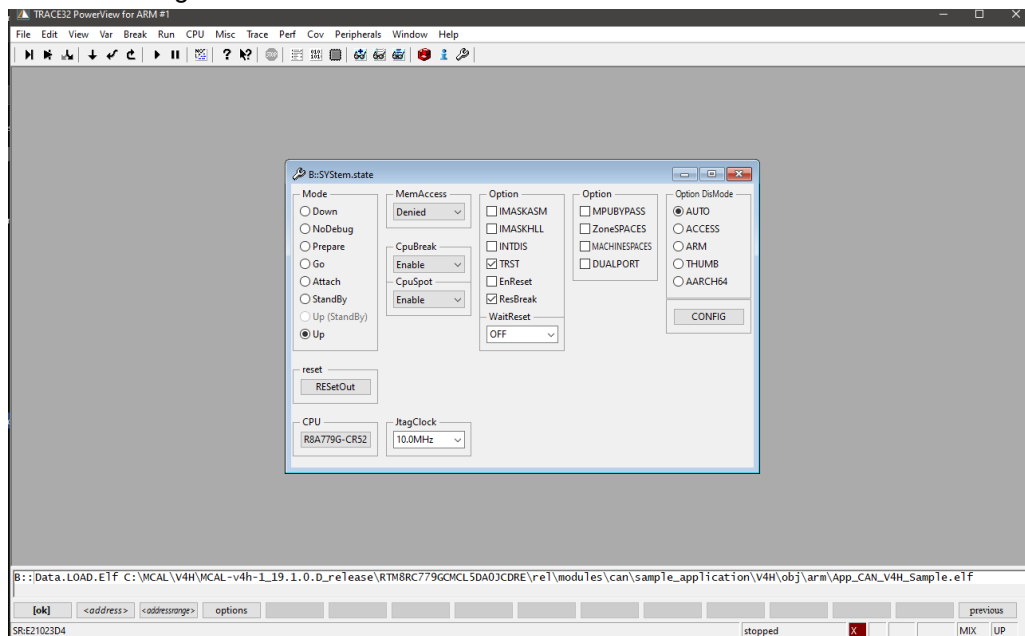 TRACE32 PowerView for ARM #1
File Edit View Var Break Run CPU Misc Trace Perf Cov Peripherals Window Help
B::SYStem.state
Mode
Down
NoDebug
Prepare
Go
Attach
StandBy
Up (StandBy)
Up
reset
RESetOut
CPU
R8A779G-CR52
MemAccess
Denied
CpuBreak
Enable
CpuSpot
Enable
JtagClock
10.0MHz
Option
IMASKASM
IMASKHLL
INTDIS
TRST
EnReset
ResBreak
WaitReset
OFF
Option
MPUBYPASS
ZoneSPACES
MACHINESPACES
DUALPORT
Option DisMode
AUTO
ACCESS
ARM
THUMB
AARCH64
CONFIG
B::Data.LOAD.Elf C:\MCAL\V4H\MCAL-v4h-1_19.1.0.D_release\RTM8RC779GCMCL5DA0JCDRE\rel\modules\can\sample_application\V4H\obj\arm\App_CAN_V4H_Sample.elf
[ok] <address> <addressrange> options previous
SR:E21023D4 stopped X MIX UP